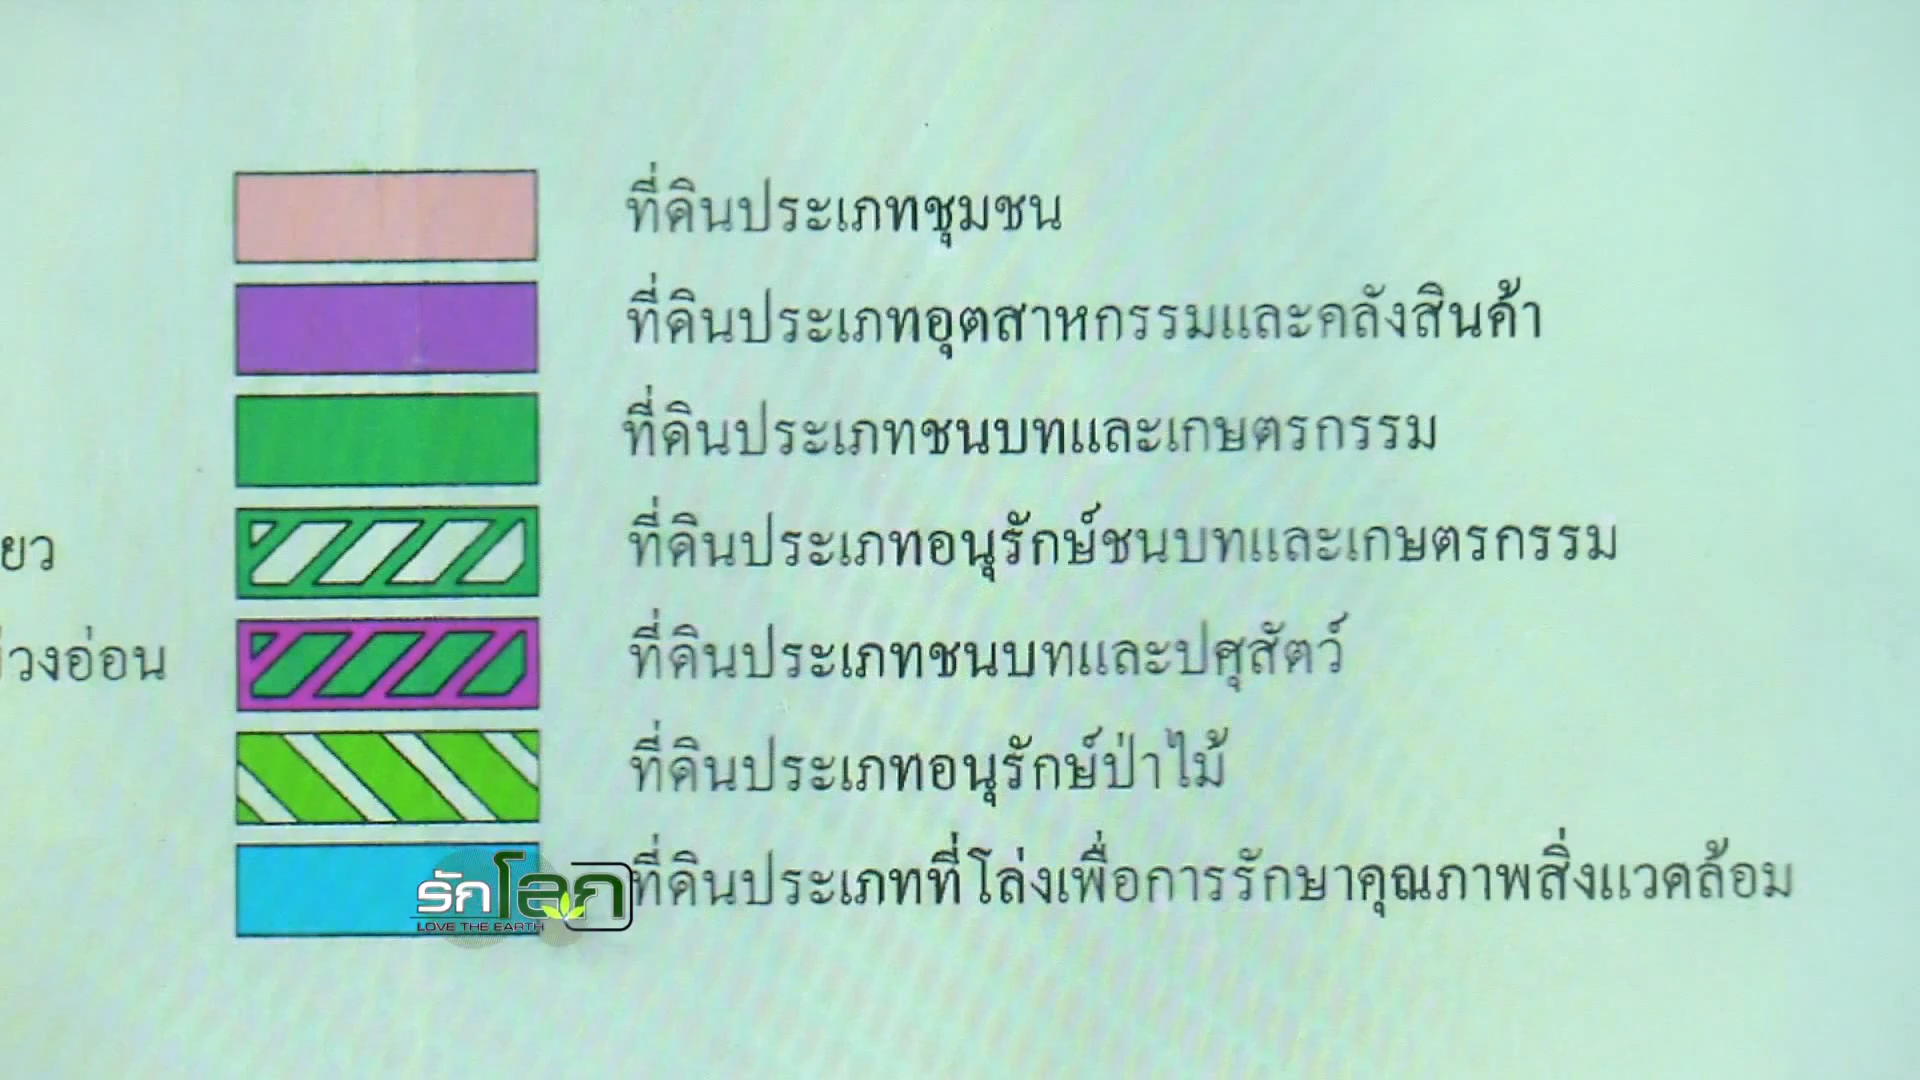 ที่ดินประเภทชุมชน
ที่ดินประเภทอุตสาหกรรมและคลังสินค้า
ที่ดินประเภทชนบทและเกษตรกรรม
ยว
ที่ดินประเภทอนุรักษ์ชนบทและเกษตรกรรม
่วงอ่อน
ที่ดินประเภทชนบทและปศุสัตว์
ที่ดินประเภทอนุรักษ์ป่าไม้
ที่ดินประเภทที่โล่งเพื่อการรักษาคุณภาพสิ่งแวดล้อม
รักโลก
LOVE THE EARTH